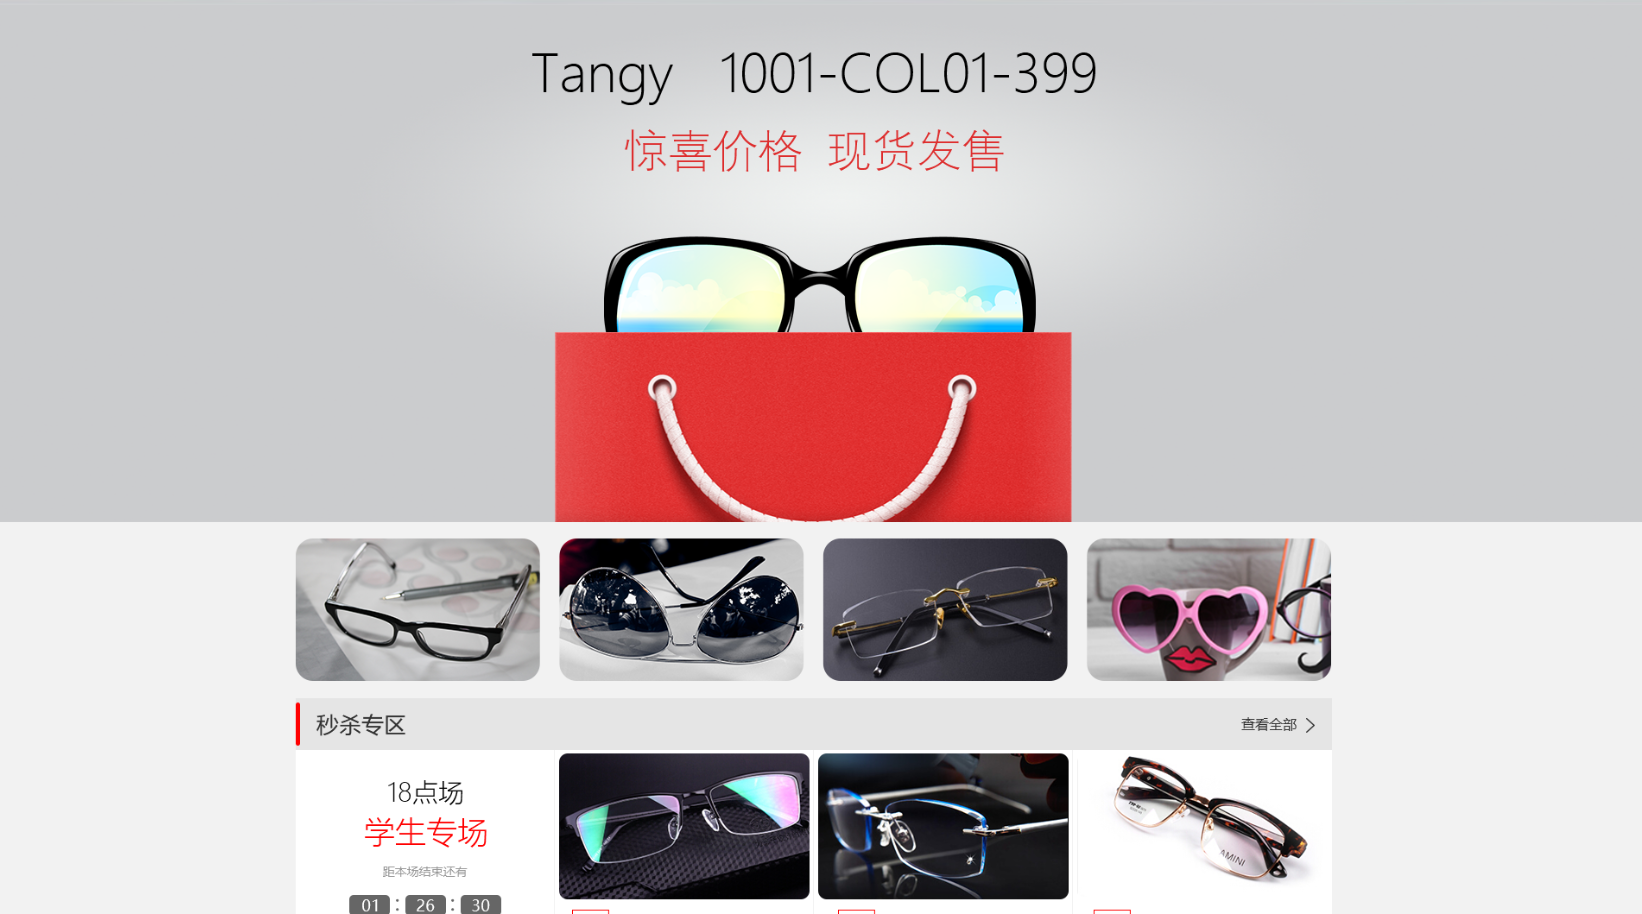 Tangy 1001-COL01-399
惊喜价格 现货发售
秒杀专区
查看全部
18点场
学生专场
距本场结束还有
01 : 26 : 30
AMINI